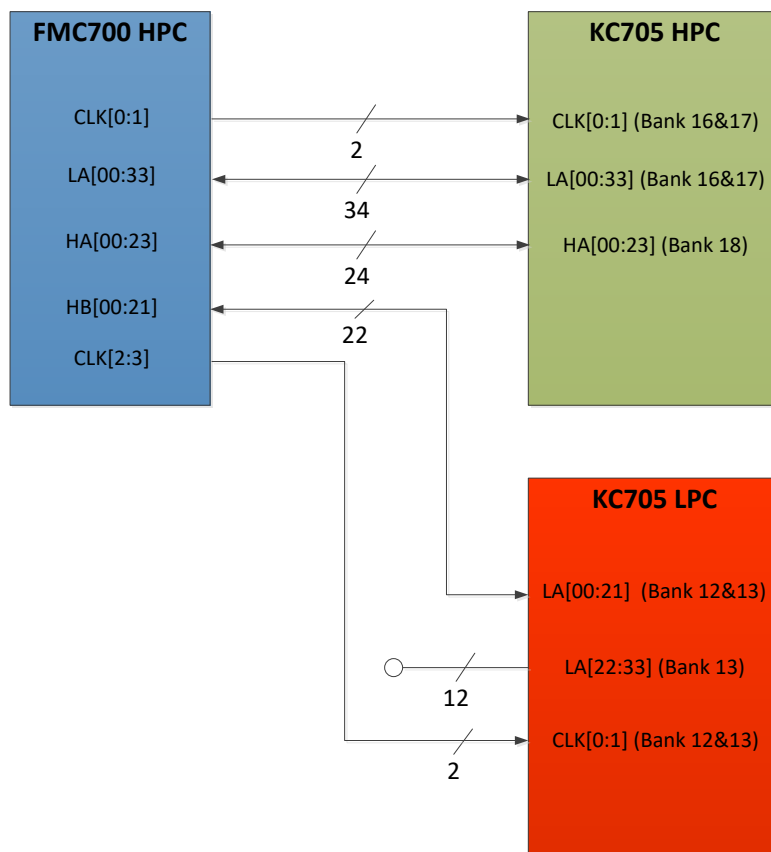 FMC700 HPC
KC705 HPC
CLK[0:1]
2
CLK[0:1] (Bank 16&17)
LA[00:33]
34
LA[00:33] (Bank 16&17)
HA[00:23]
24
HA[00:23] (Bank 18)
HB[00:21]
22
CLK[2:3]
KC705 LPC
LA[00:21]  (Bank 12&13)
12
LA[22:33] (Bank 13)
2
CLK[0:1] (Bank 12&13)